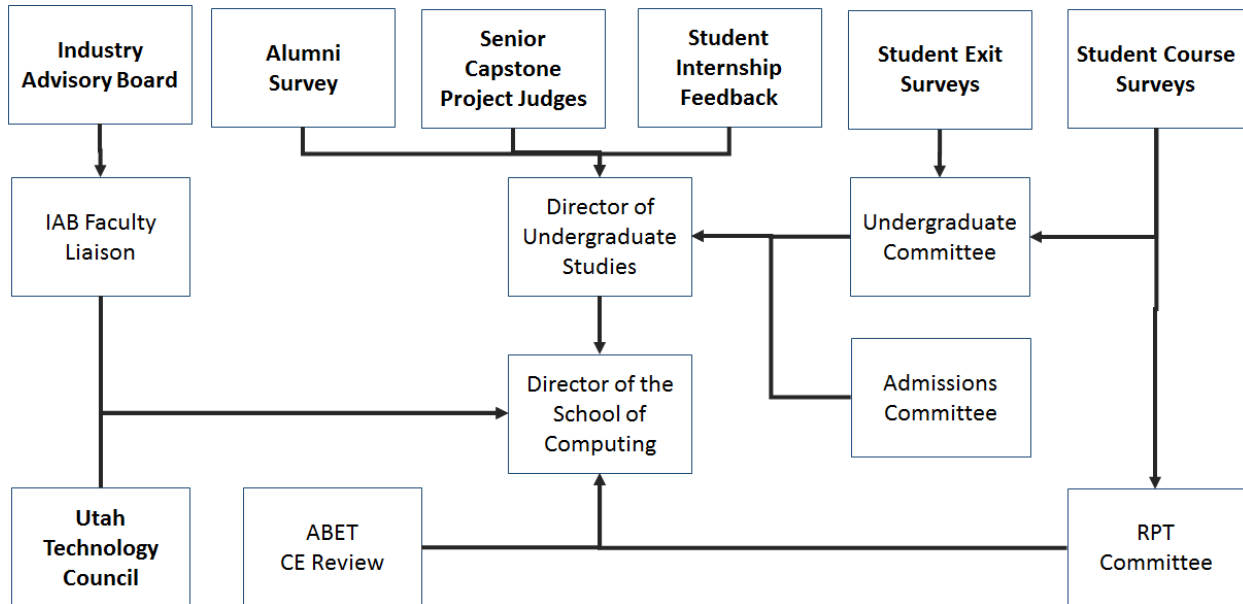 Industry
Advisory Board
Alumni
Survey
Senior
Capstone
Project Judges
Student
Internship
Feedback
Student Exit
Surveys
Student Course
Surveys
IAB Faculty
Liaison
Director of
Undergraduate
Studies
Undergraduate
Committee
Director of the
School of
Computing
Admissions
Committee
Utah
Technology
Council
ABET
CE Review
RPT
Committee